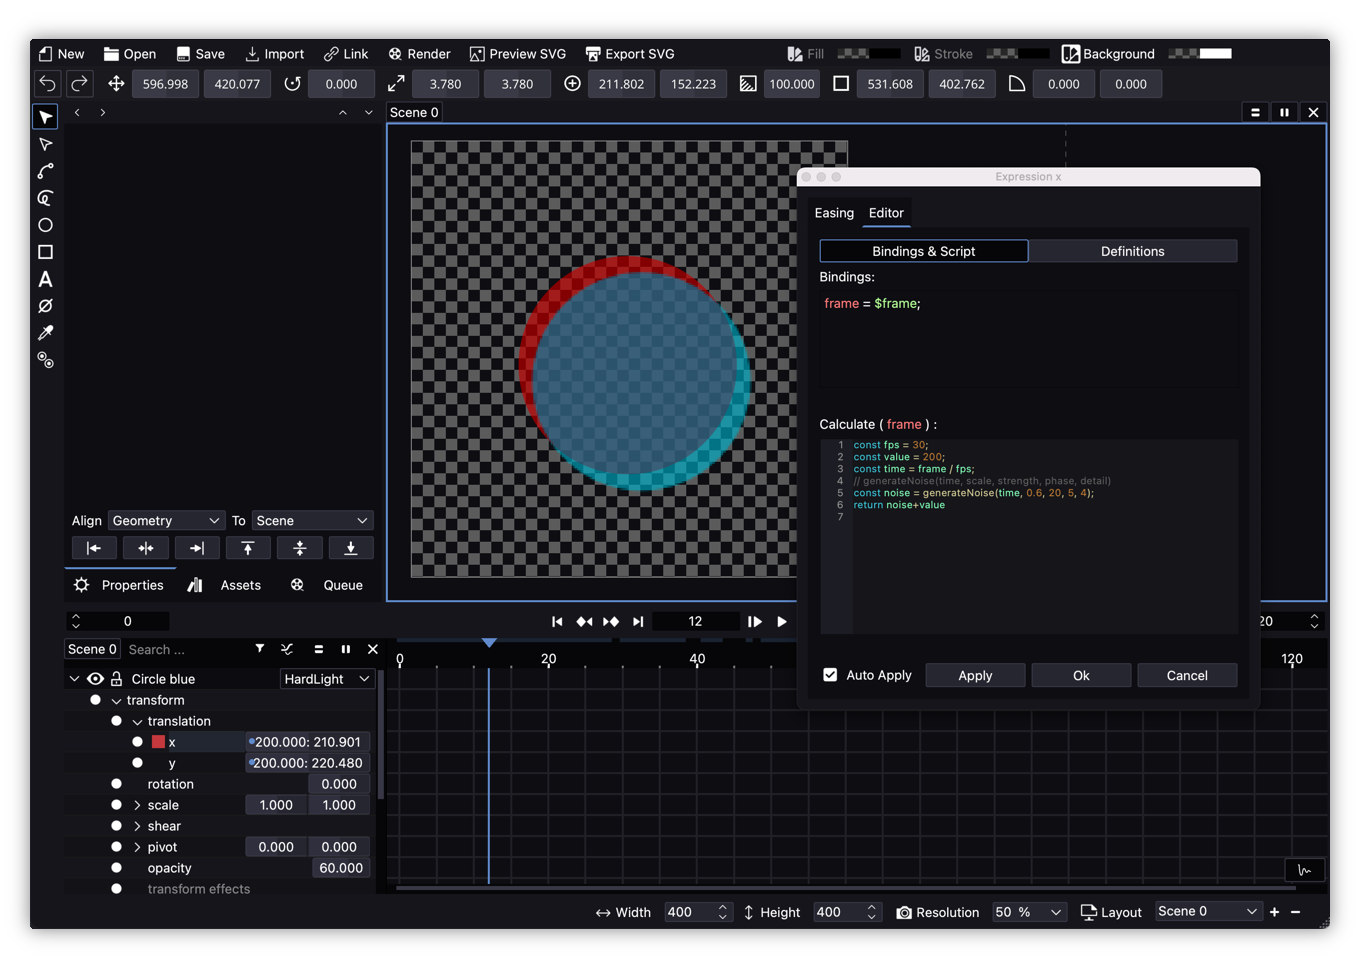 New Open Save Import Link Render Preview SVG Export SVG Fill Stroke Background
596.998 420.077 0.000 3.780 3.780 211.802 152.223 100.000 531.608 402.762 0.000 0.000
Scene 0
Expression x
Easing Editor
Bindings & Script Definitions
Bindings:
frame = $frame;
Calculate ( frame ) :
1 const fps = 30;
2 const value = 200;
3 const time = frame / fps;
4 // generateNoise(time, scale, strength, phase, detail)
5 const noise = generateNoise(time, 0.6, 20, 5, 4);
6 return noise+value
7
Auto Apply Apply Ok Cancel
Align Geometry To Scene
Properties Assets Queue
0 12 20
Scene 0 Search ...
0 20 40 120
Circle blue HardLight
transform
translation
x 200.000: 210.901
y 200.000: 220.480
rotation 0.000
scale 1.000 1.000
shear
pivot 0.000 0.000
opacity 60.000
transform effects
Width 400 Height 400 Resolution 50 % Layout Scene 0